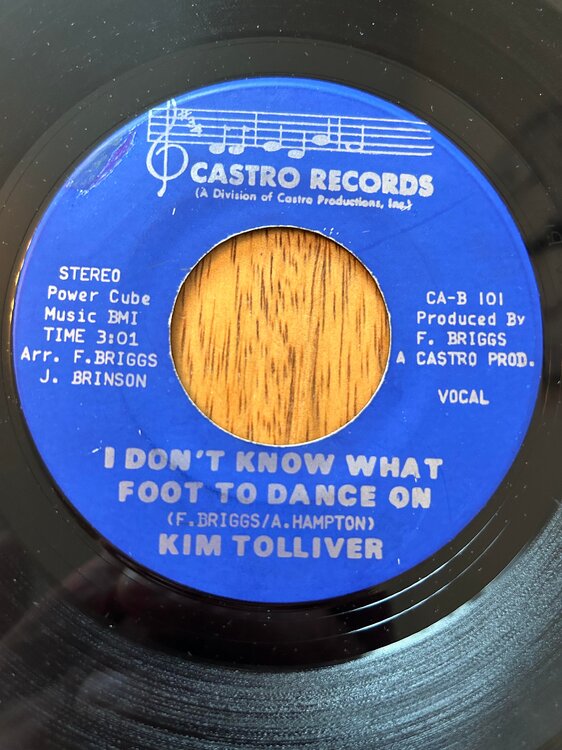 CASTRO RECORDS
(A Division of Castro Productions, Inc.)
STEREO
Power Cube
Music BMI
TIME 3:01
Arr. F.BRIGGS
J. BRINSON
CA-B 101
Produced By
F. BRIGGS
A CASTRO PROD.
VOCAL
I DON'T KNOW WHAT
FOOT TO DANCE ON
(F.BRIGGS/A.HAMPTON)
KIM TOLLIVER